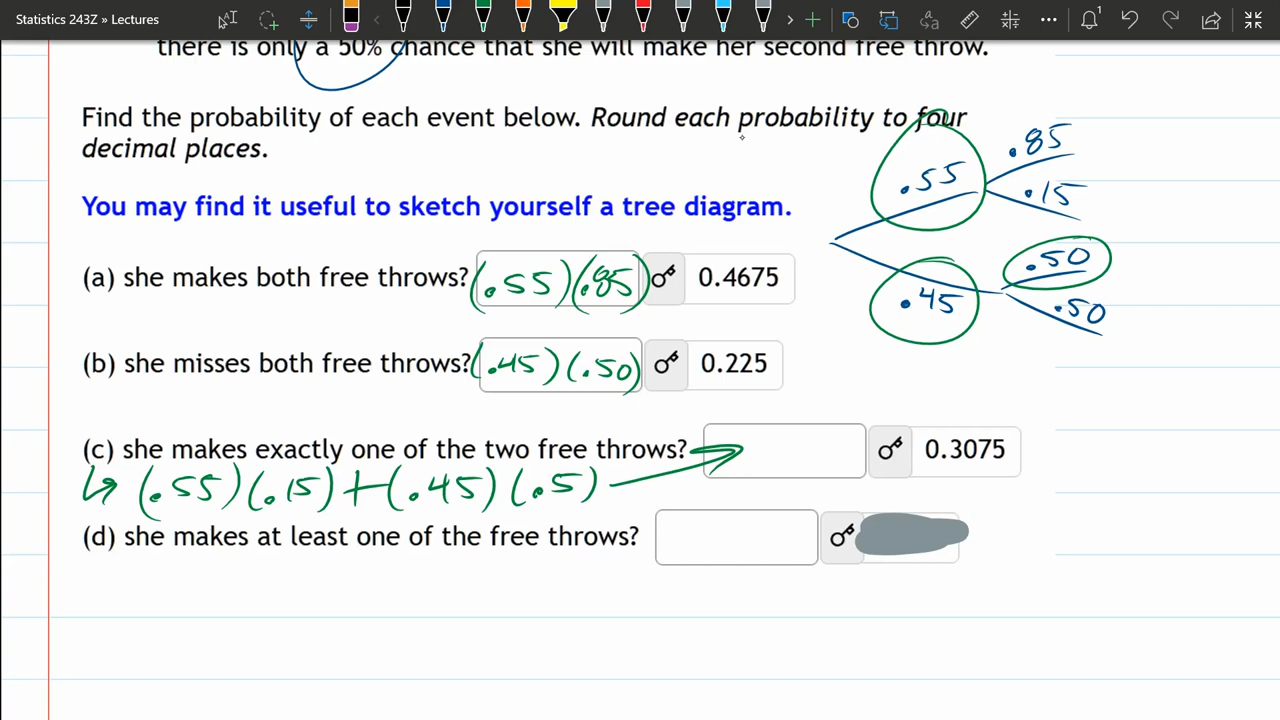 Statistics 243Z » Lectures
there is only a 50% chance that she will make her second free throw.
Find the probability of each event below. Round each probability to four
decimal places.
You may find it useful to sketch yourself a tree diagram.
.55
.85
.15
.45
.50
.50
(a) she makes both free throws? (.55)(.85) 0.4675
(b) she misses both free throws? (.45)(.50) 0.225
(c) she makes exactly one of the two free throws? 0.3075
↳ (.55)(.15)+(.45)(.5)
(d) she makes at least one of the free throws?